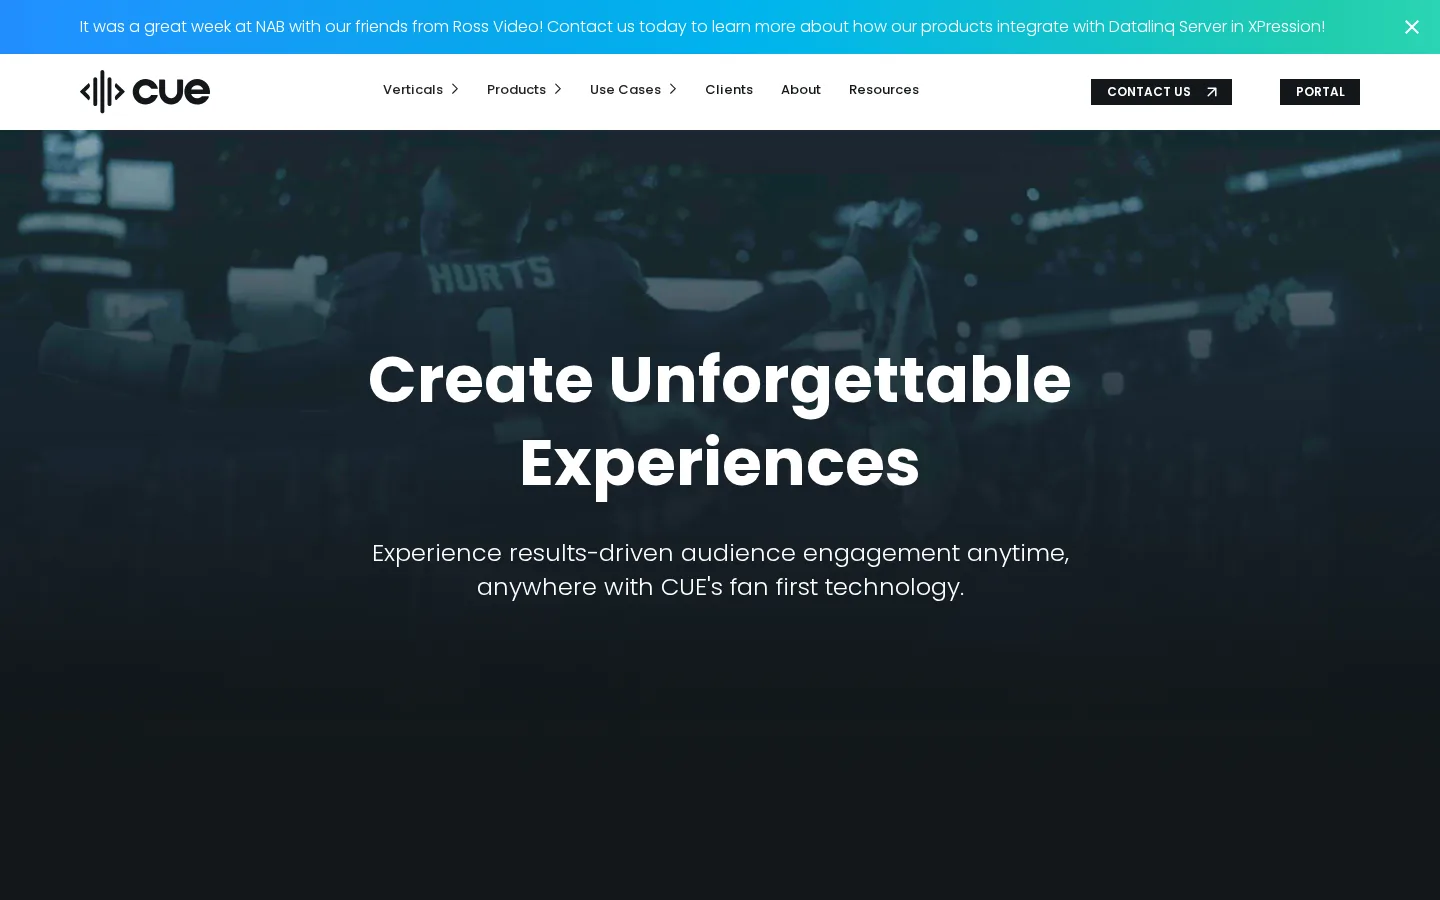 It was a great week at NAB with our friends from Ross Video! Contact us today to learn more about how our products integrate with Datalinq Server in XPression!
cue
Verticals
Products
Use Cases
Clients
About
Resources
CONTACT US
PORTAL
HURTS
1
Create Unforgettable
Experiences
Experience results-driven audience engagement anytime,
anywhere with CUE's fan first technology.